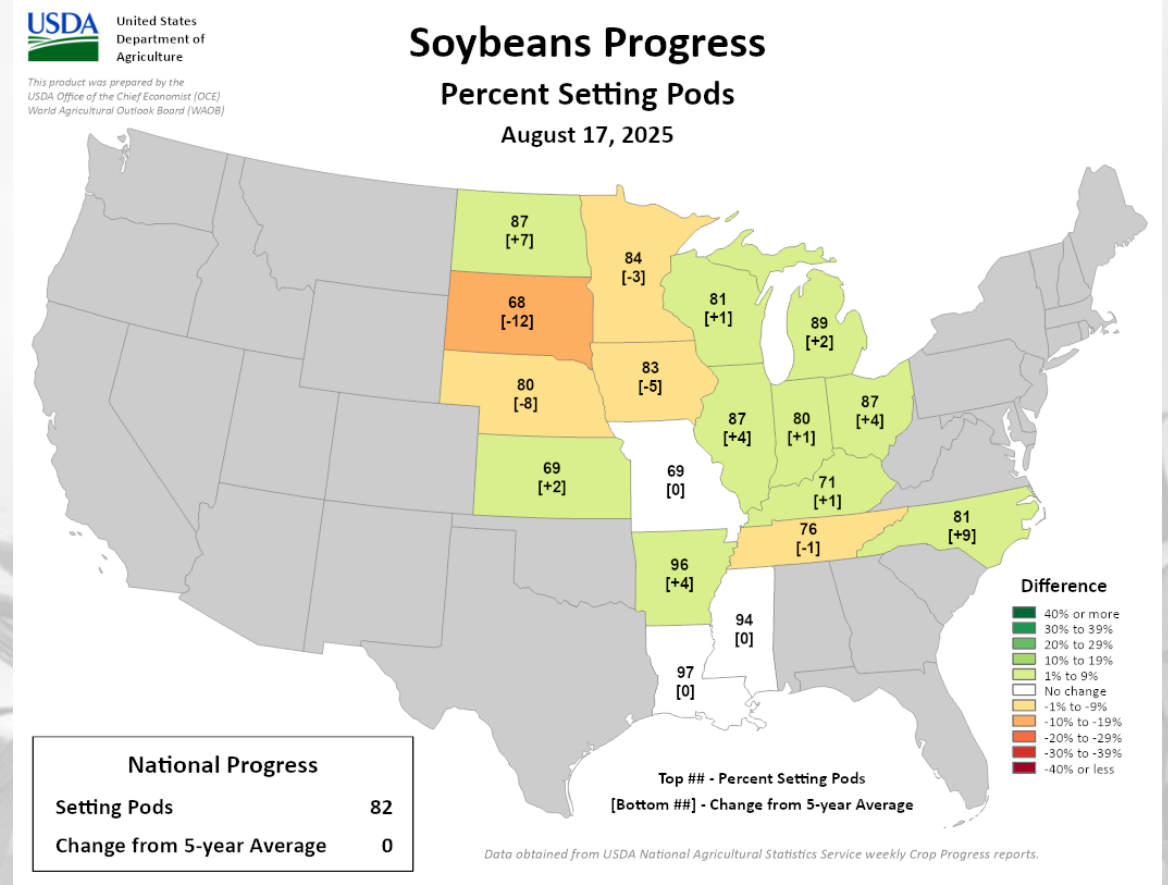 USDA
United States
Department of
Agriculture
This product was prepared by the
USDA Office of the Chief Economist (OCE)
World Agricultural Outlook Board (WAOB)
Soybeans Progress
Percent Setting Pods
August 17, 2025
87
[+7]
84
[-3]
68
[-12]
81
[+1]
89
[+2]
83
[-5]
80
[-8]
87
[+4]
80
[+1]
87
[+4]
69
[+2]
69
[0]
71
[+1]
76
[-1]
81
[+9]
96
[+4]
94
[0]
97
[0]
Difference
40% or more
30% to 39%
20% to 29%
10% to 19%
1% to 9%
No change
-1% to -9%
-10% to -19%
-20% to -29%
-30% to -39%
-40% or less
National Progress
Setting Pods 82
Change from 5-year Average 0
Top ## - Percent Setting Pods
[Bottom ##] - Change from 5-year Average
Data obtained from USDA National Agricultural Statistics Service weekly Crop Progress reports.